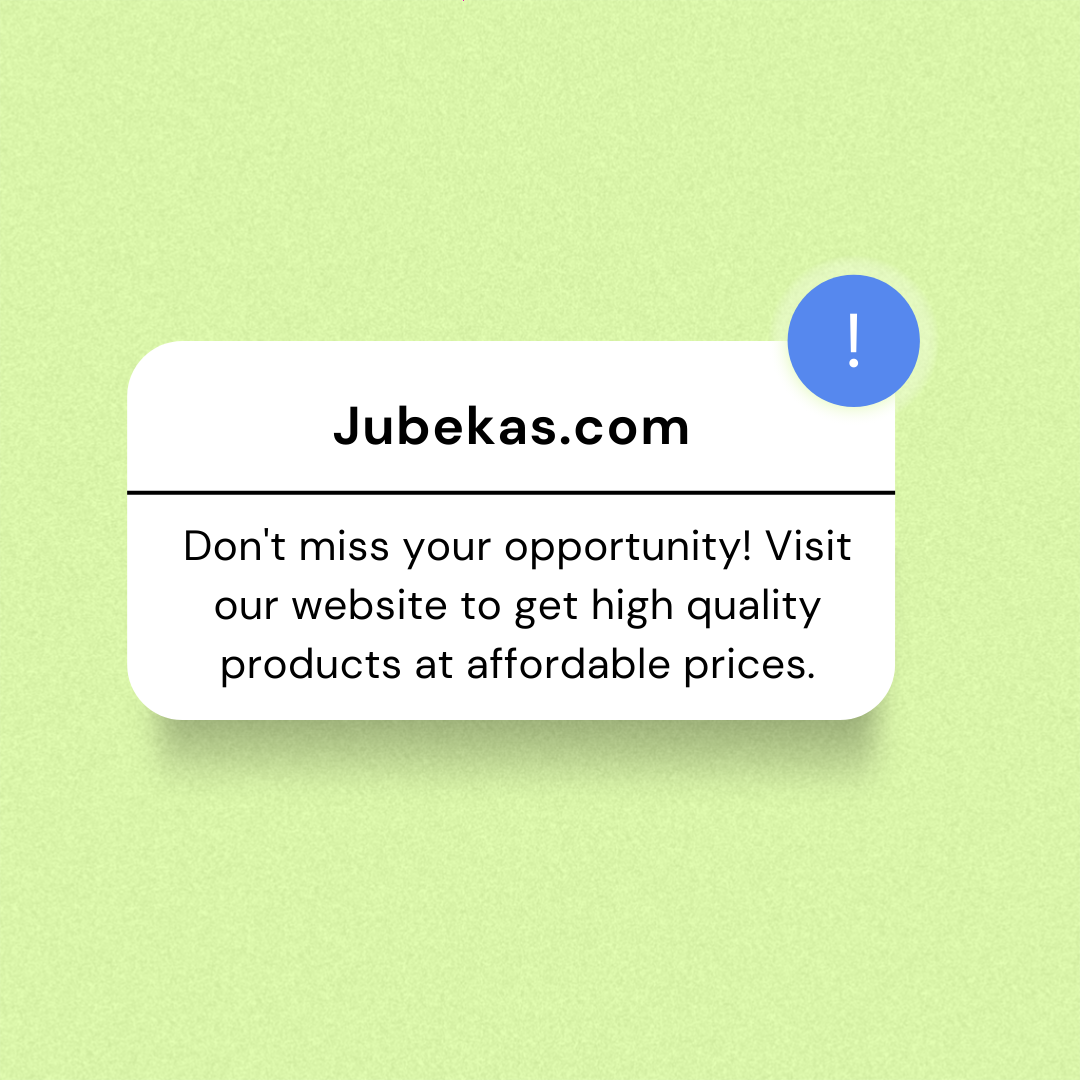 !
Jubekas.com
Don't miss your opportunity! Visit
our website to get high quality
products at affordable prices.